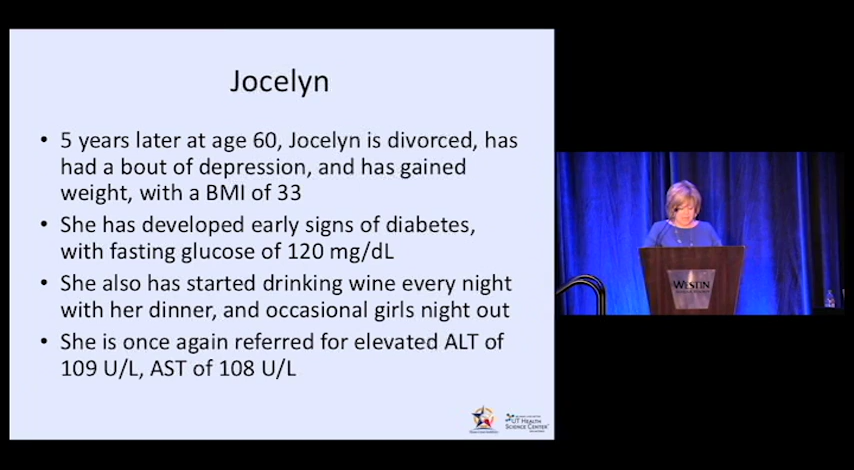 Jocelyn
• 5 years later at age 60, Jocelyn is divorced, has
had a bout of depression, and has gained
weight, with a BMI of 33
• She has developed early signs of diabetes,
with fasting glucose of 120 mg/dL
• She also has started drinking wine every night
with her dinner, and occasional girls night out
• She is once again referred for elevated ALT of
109 U/L, AST of 108 U/L
UT HEALTH
SCIENCE CENTER
WESTIN